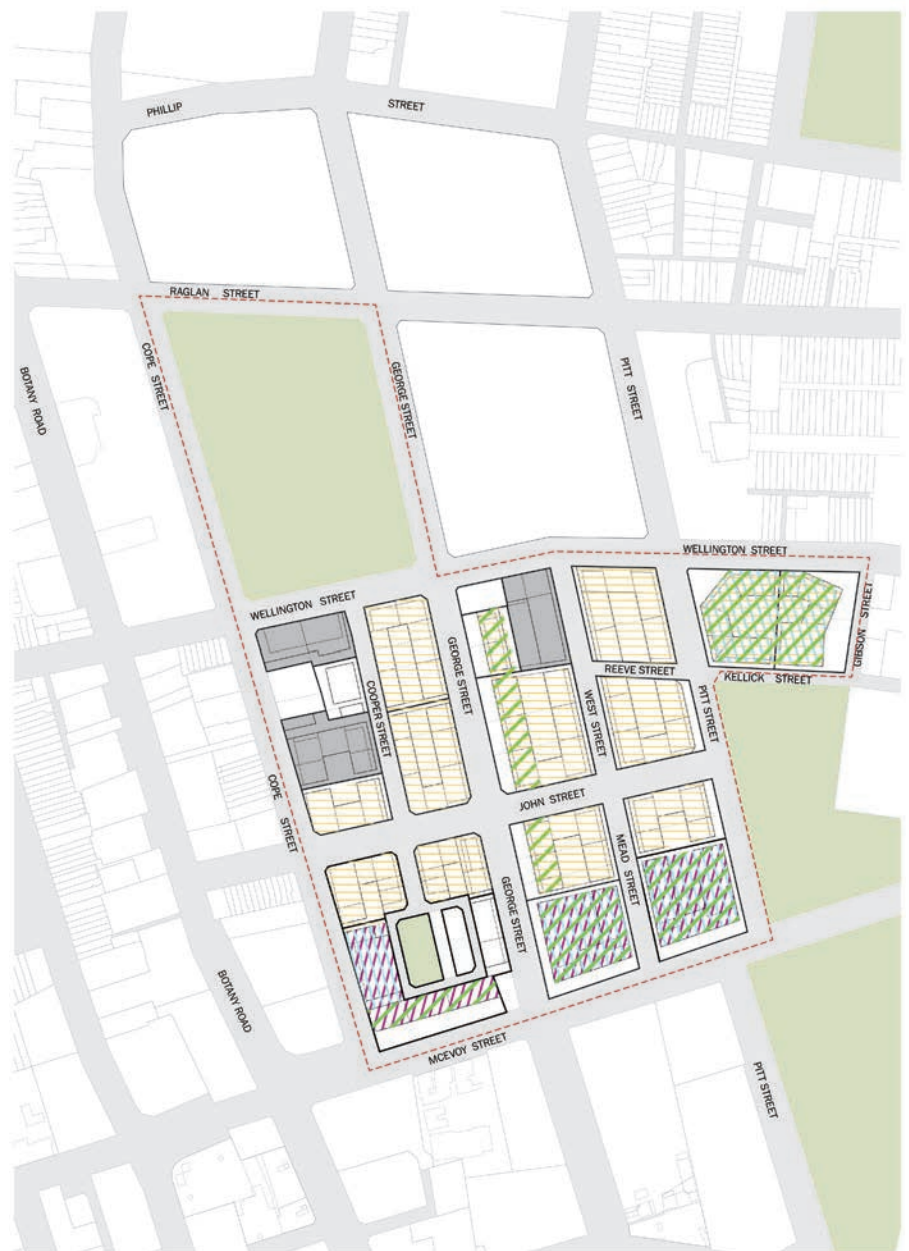 PHILLIP STREET
RAGLAN STREET
COPE STREET
BOTANY ROAD
GEORGE STREET
PITT STREET
WELLINGTON STREET
WELLINGTON STREET
GIBSON STREET
REEVE STREET
KELLICK STREET
GEORGE STREET
COOPER STREET
WEST STREET
PITT STREET
COPE STREET
JOHN STREET
MEAD STREET
GEORGE STREET
BOTANY ROAD
MCEVOY STREET
PITT STREET